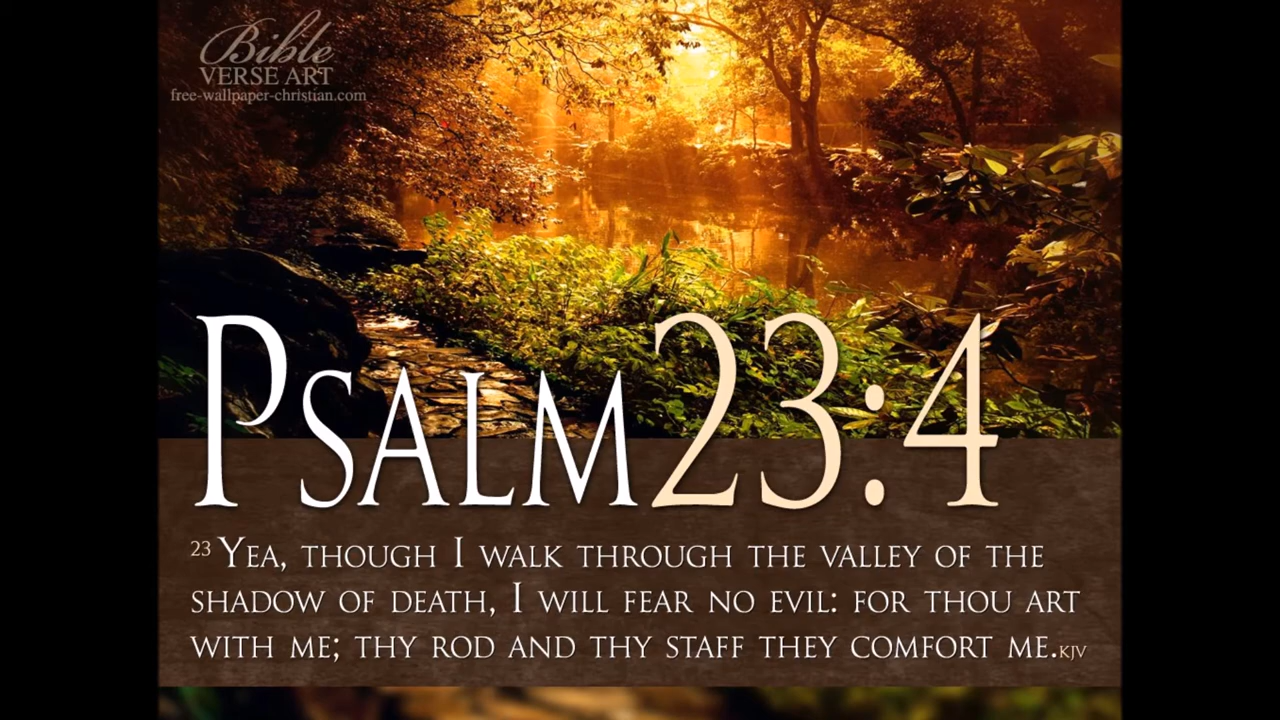 Bible
VERSE ART
free-wallpaper-christian.com
PSALM 23:4
23 YEA, THOUGH I WALK THROUGH THE VALLEY OF THE
SHADOW OF DEATH, I WILL FEAR NO EVIL: FOR THOU ART
WITH ME; THY ROD AND THY STAFF THEY COMFORT ME.KJV